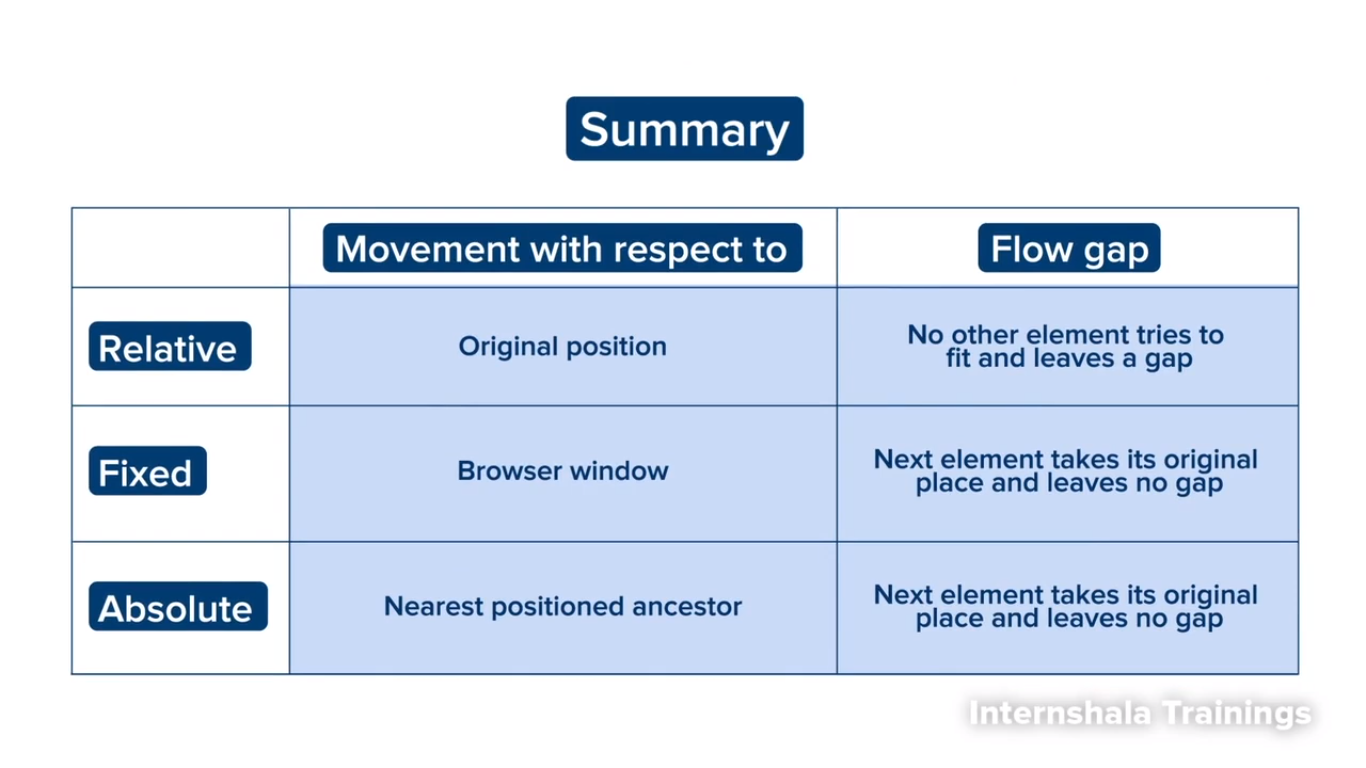 Summary
Movement with respect to
Flow gap
Relative
Original position
No other element tries to
fit and leaves a gap
Fixed
Browser window
Next element takes its original
place and leaves no gap
Absolute
Nearest positioned ancestor
Next element takes its original
place and leaves no gap
Internshala Trainings